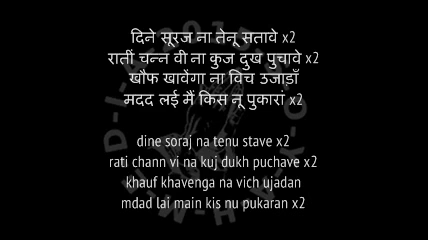 दिने सूरज ना तेनू सतावे x2
रातीं चन्न वी ना कुज दुख पुचावे x2
खौफ खावेंगा ना विच उजाड़ाँ
मदद लई मैं किस नू पुकारां x2
dine soraj na tenu stave x2
rati chann vi na kuj dukh puchave x2
khauf khavenga na vich ujadan
mdad lai main kis nu pukaran x2